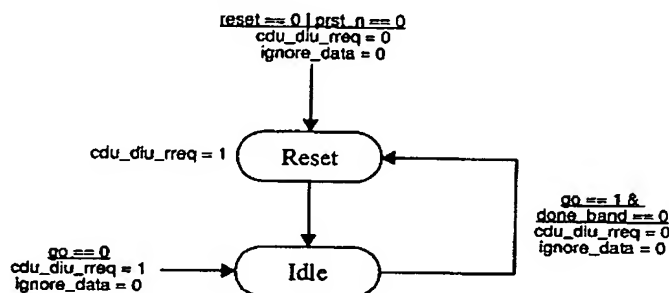 reset == 0 | prst_n == 0
cdu_diu_rreq = 0
ignore_data = 0
cdu_diu_rreq = 1
Reset
go == 1 &
done_band == 0
cdu_diu_rreq = 0
ignore_data = 0
go == 0
cdu_diu_rreq = 1
ignore_data = 0
Idle